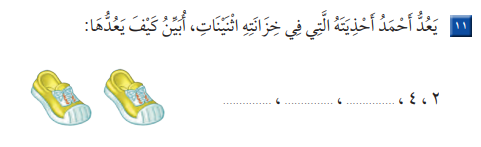 ١١ يَعُدُّ أَحْمَدُ أَحْذِيَتَهُ الَّتِي فِي خِزَانَتِهِ اثْنَيْنَاتٍ، أُبَيِّنُ كَيْفَ يَعُدُّهَا:
٢ ، ٤ ، .............. ، .............. ، ..............